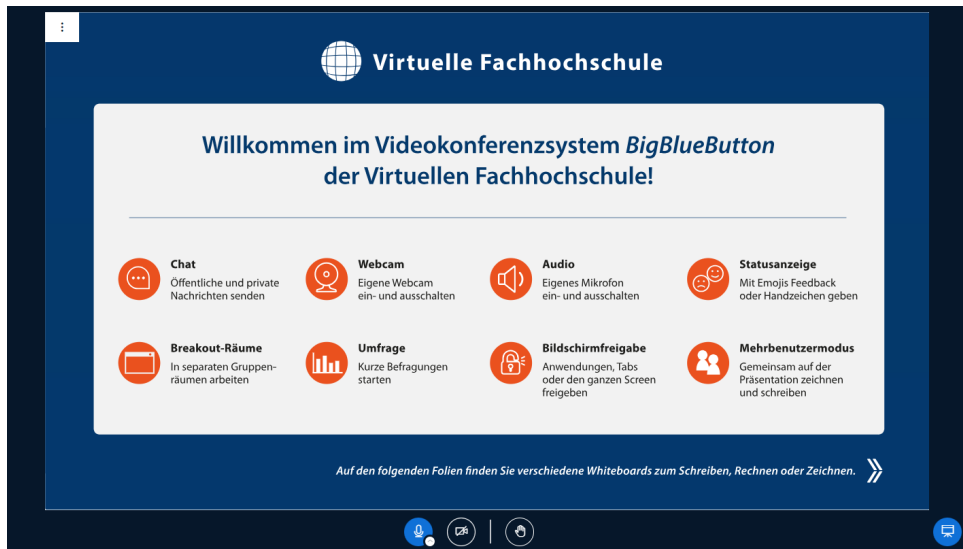 Virtuelle Fachhochschule
Willkommen im Videokonferenzsystem BigBlueButton
der Virtuellen Fachhochschule!
Chat
Öffentliche und private
Nachrichten senden
Webcam
Eigene Webcam
ein- und ausschalten
Audio
Eigenes Mikrofon
ein- und ausschalten
Statusanzeige
Mit Emojis Feedback
oder Handzeichen geben
Breakout-Räume
In separaten Gruppen-
räumen arbeiten
Umfrage
Kurze Befragungen
starten
Bildschirmfreigabe
Anwendungen, Tabs
oder den ganzen Screen
freigeben
Mehrbenutzermodus
Gemeinsam auf der
Präsentation zeichnen
und schreiben
Auf den folgenden Folien finden Sie verschiedene Whiteboards zum Schreiben, Rechnen oder Zeichnen.